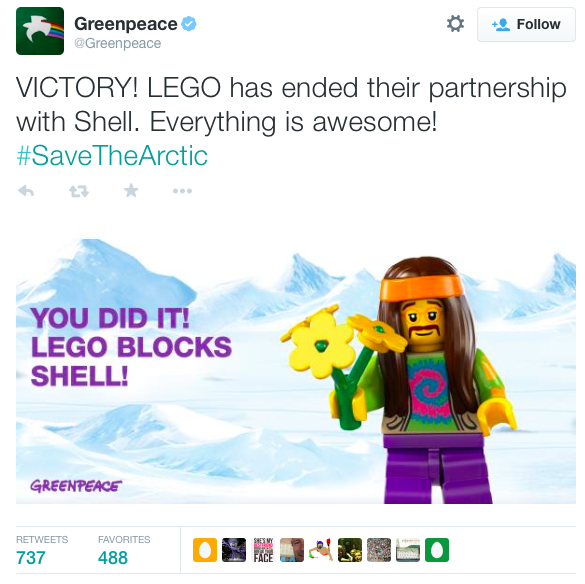 Greenpeace
@Greenpeace
Follow
VICTORY! LEGO has ended their partnership
with Shell. Everything is awesome!
#SaveTheArctic
YOU DID IT!
LEGO BLOCKS
SHELL!
GREENPEACE
RETWEETS
737
FAVORITES
488
FACE